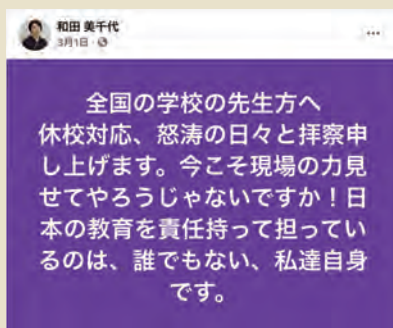 和田 美千代
3月1日
全国の学校の先生方へ
休校対応、怒涛の日々と拝察申
し上げます。今こそ現場の力見
せてやろうじゃないですか！日
本の教育を責任持って担ってい
るのは、誰でもない、私達自身
です。